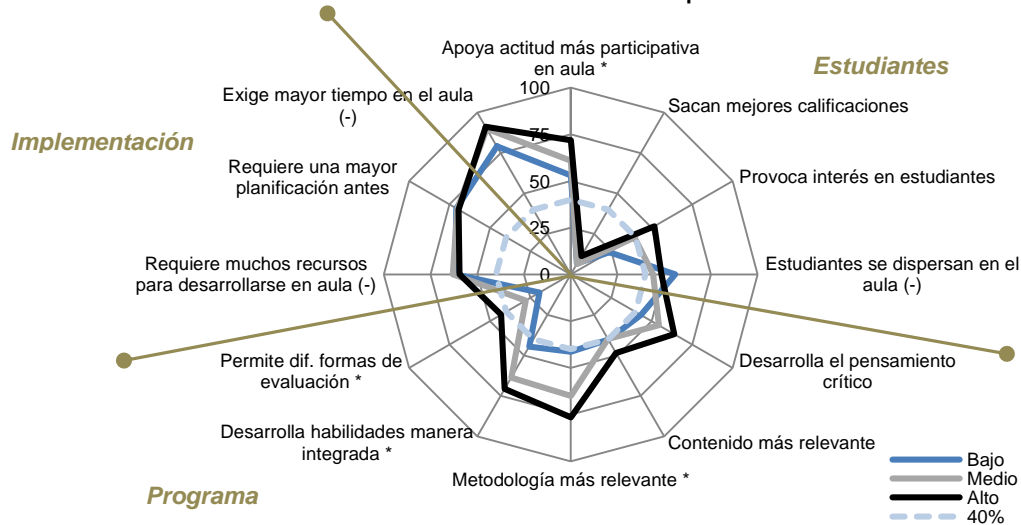 Apoya actitud más participativa
en aula *
Estudiantes
Sacan mejores calificaciones
Provoca interés en estudiantes
Estudiantes se dispersan en el
aula (-)
Desarrolla el pensamiento
crítico
Contenido más relevante
Metodología más relevante *
Desarrolla habilidades manera
integrada *
Programa
Permite dif. formas de
evaluación *
Requiere muchos recursos
para desarrollarse en aula (-)
Requiere una mayor
planificación antes
Implementación
Exige mayor tiempo en el aula
(-)
100
75
50
25
0
Bajo
Medio
Alto
40%